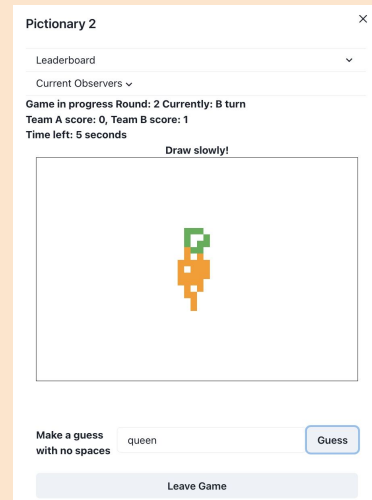 Pictionary 2
Leaderboard
Current Observers
Game in progress Round: 2 Currently: B turn
Team A score: 0, Team B score: 1
Time left: 5 seconds
Draw slowly!
Make a guess
with no spaces
queen
Guess
Leave Game